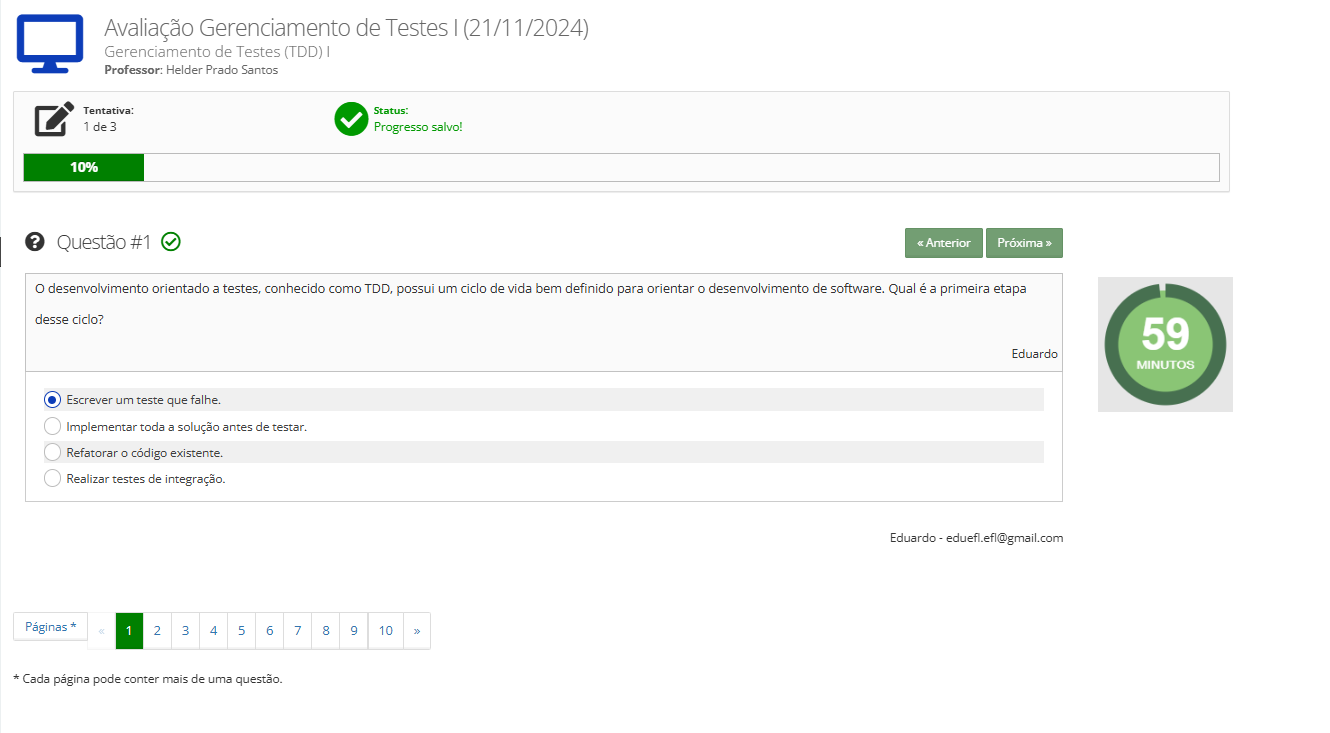 Avaliação Gerenciamento de Testes I (21/11/2024)
Gerenciamento de Testes (TDD) I
Professor: Helder Prado Santos
Tentativa:
1 de 3
Status:
Progresso salvo!
10%
Questão #1
« Anterior
Próxima »
O desenvolvimento orientado a testes, conhecido como TDD, possui um ciclo de vida bem definido para orientar o desenvolvimento de software. Qual é a primeira etapa
desse ciclo?
Eduardo
59
MINUTOS
Escrever um teste que falhe.
Implementar toda a solução antes de testar.
Refatorar o código existente.
Realizar testes de integração.
Eduardo - eduefl.efl@gmail.com
Páginas * « 1 2 3 4 5 6 7 8 9 10 »
* Cada página pode conter mais de uma questão.